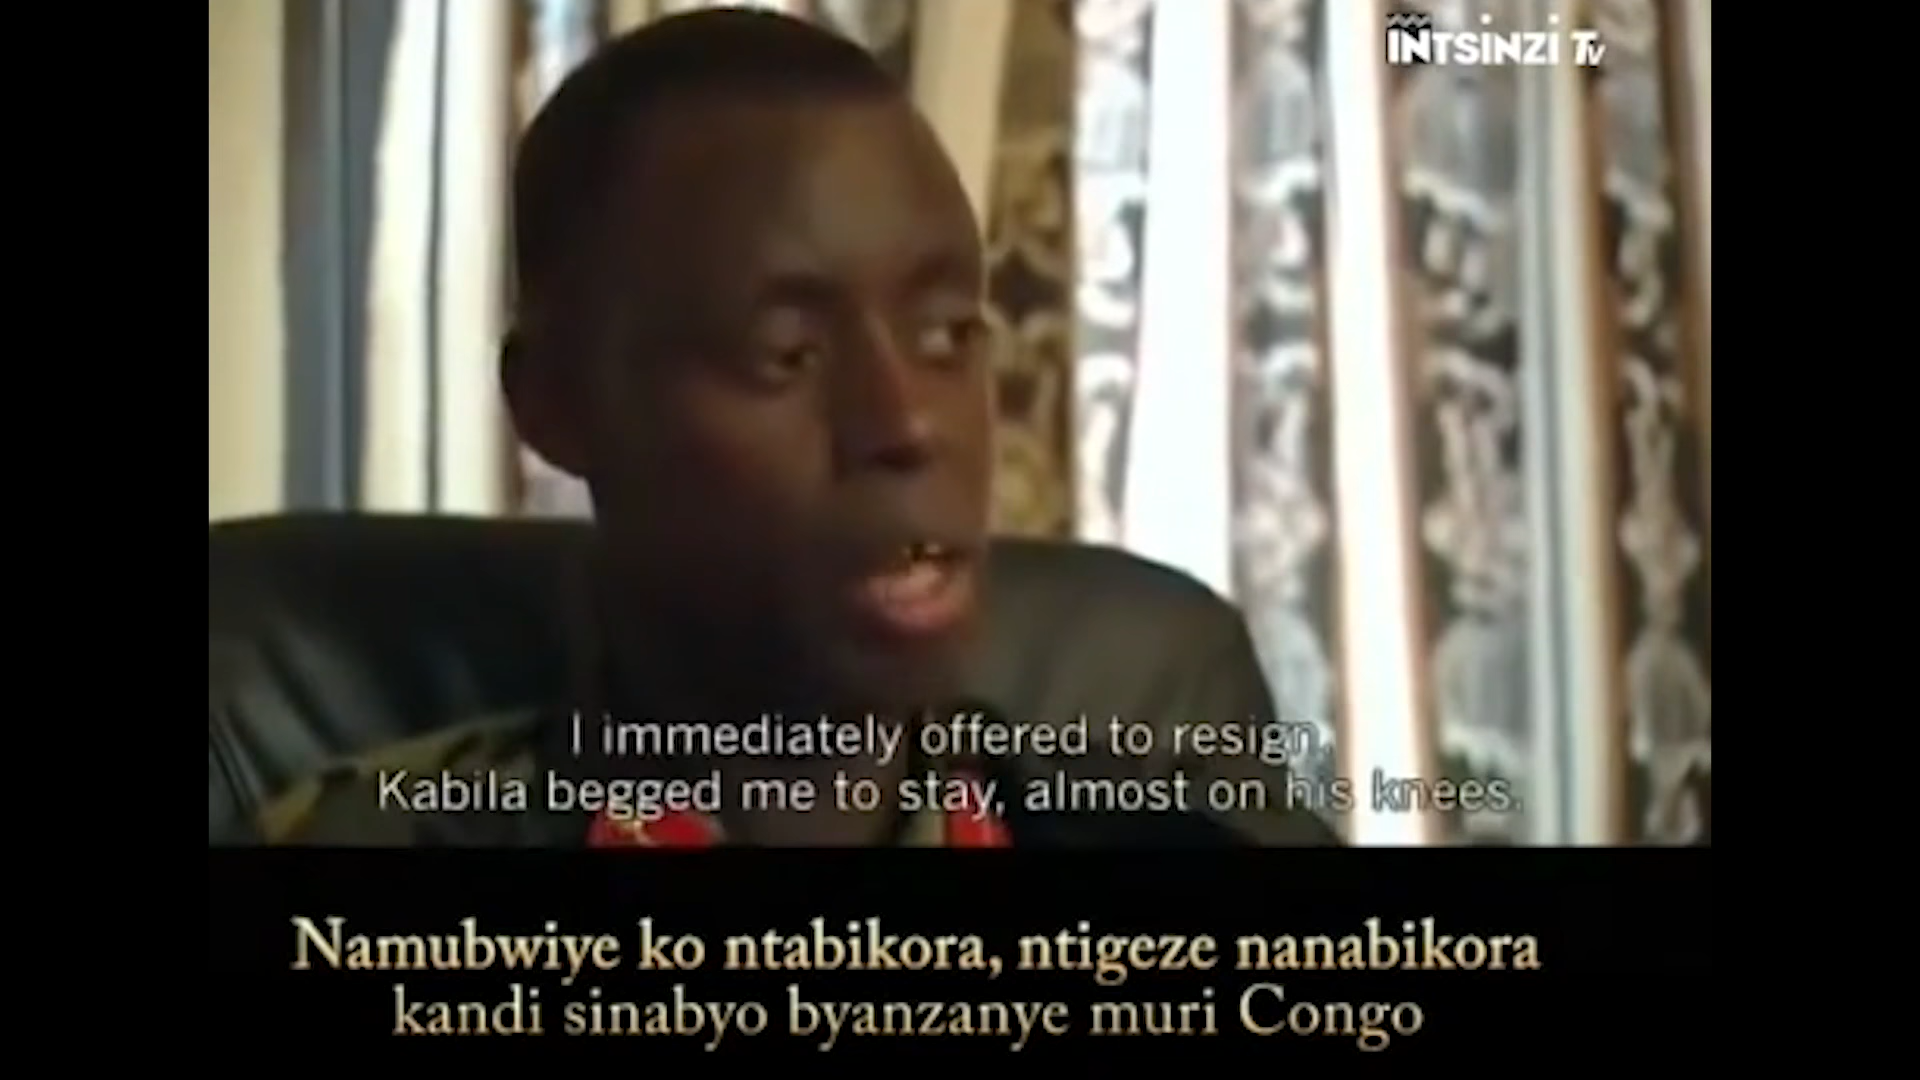 INTSINZI Tv
I immediately offered to resign.
Kabila begged me to stay, almost on his knees.
Namubwiye ko ntabikora, ntigeze nanabikora
kandi sinabyo byanzanye muri Congo